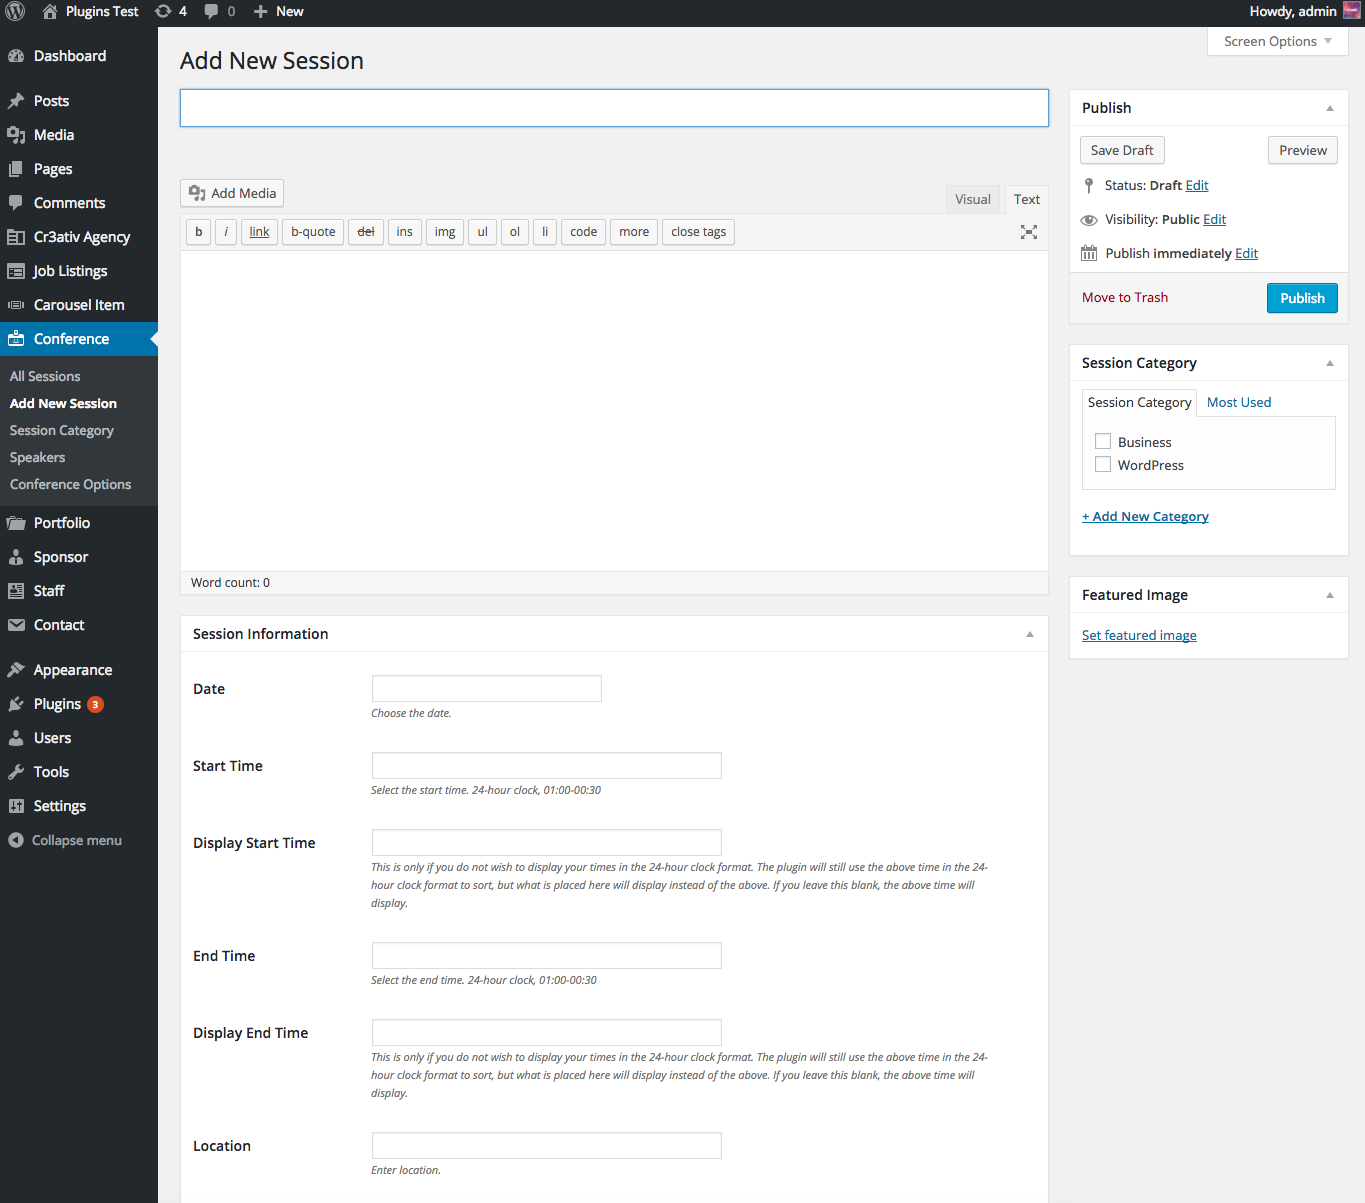 Plugins Test 4 0 New Howdy, admin
Screen Options
Dashboard
Posts
Media
Pages
Comments
Cr3ativ Agency
Job Listings
Carousel Item
Conference
All Sessions
Add New Session
Session Category
Speakers
Conference Options
Portfolio
Sponsor
Staff
Contact
Appearance
Plugins 3
Users
Tools
Settings
Collapse menu
Add New Session
Add Media
Visual Text
b i link b-quote del ins img ul ol li code more close tags
Word count: 0
Session Information
Date
Choose the date.
Start Time
Select the start time. 24-hour clock, 01:00-00:30
Display Start Time
This is only if you do not wish to display your times in the 24-hour clock format. The plugin will still use the above time in the 24-
hour clock format to sort, but what is placed here will display instead of the above. If you leave this blank, the above time will
display.
End Time
Select the end time. 24-hour clock, 01:00-00:30
Display End Time
This is only if you do not wish to display your times in the 24-hour clock format. The plugin will still use the above time in the 24-
hour clock format to sort, but what is placed here will display instead of the above. If you leave this blank, the above time will
display.
Location
Enter location.
Publish
Save Draft Preview
Status: Draft Edit
Visibility: Public Edit
Publish immediately Edit
Move to Trash Publish
Session Category
Session Category Most Used
Business
WordPress
+ Add New Category
Featured Image
Set featured image